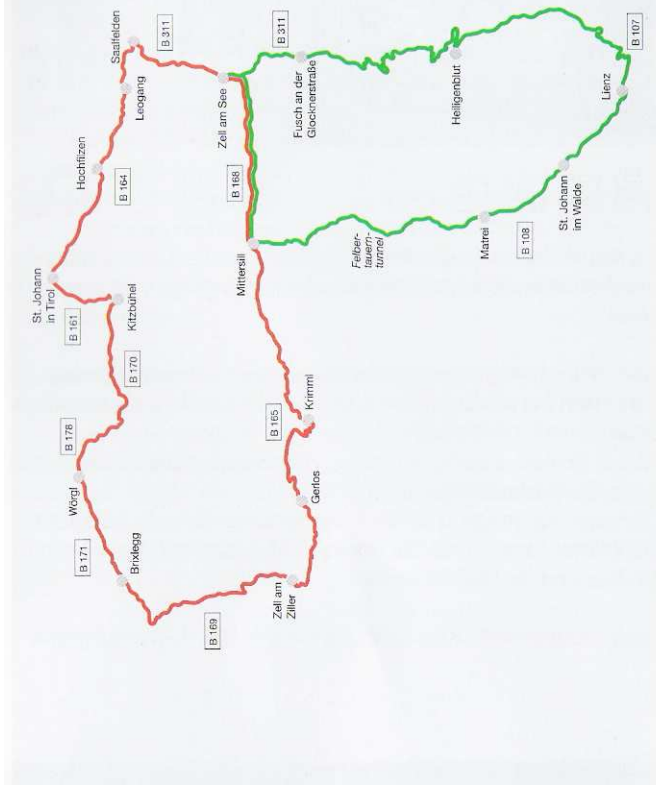 Saalfelden
B 311
Leogang
Hochfilzen
B 164
St. Johann
in Tirol
B 161
Kitzbühel
B 170
B 178
Wörgl
B 171
Brixlegg
B 169
Zell am
Ziller
Gerlos
B 165
Krimml
Mittersill
B 168
Zell am See
B 311
Fusch an der
Glocknerstraße
Heiligenblut
B 107
Lienz
St. Johann
im Walde
B 108
Matrei
Felber-
tauern-
tunnel